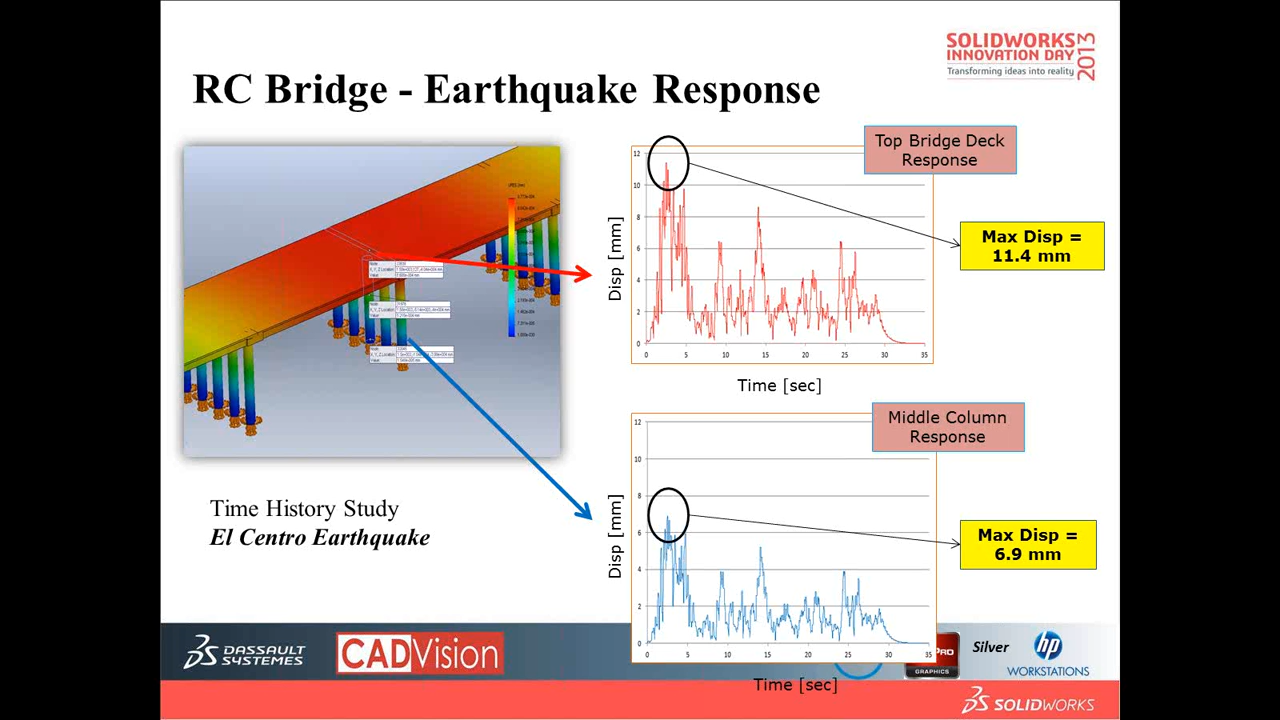 SOLIDWORKS
INNOVATION DAY
2013
Transforming ideas into reality
RC Bridge - Earthquake Response
Top Bridge Deck
Response
12
10
8
6
4
2
0
0 5 10 15 20 25 30 35
Disp [mm]
Time [sec]
Max Disp =
11.4 mm
Middle Column
Response
12
10
8
6
4
2
0
0 5 10 15 20 25 30 35
Disp [mm]
Time [sec]
Max Disp =
6.9 mm
Time History Study
El Centro Earthquake
DASSAULT
SYSTEMES
CADVision
GRAPHICS
Silver
hp
WORKSTATIONS
SOLIDWORKS